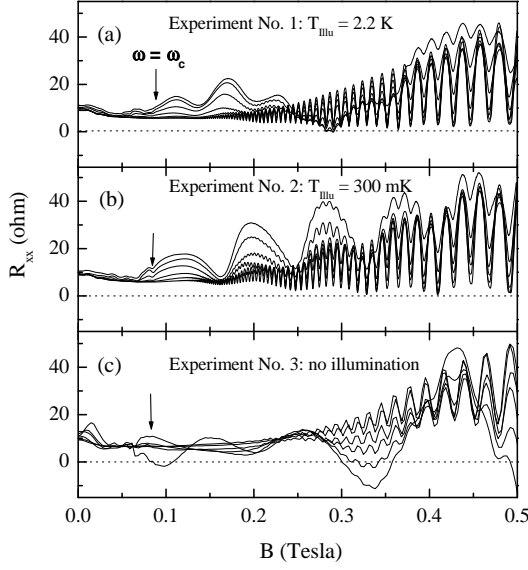 (a)
Experiment No. 1: T_Illu = 2.2 K
ω = ω_c
60
40
20
0
(b)
Experiment No. 2: T_Illu = 300 mK
40
20
0
R_xx (ohm)
(c)
Experiment No. 3: no illumination
40
20
0
0.0 0.1 0.2 0.3 0.4 0.5
B (Tesla)